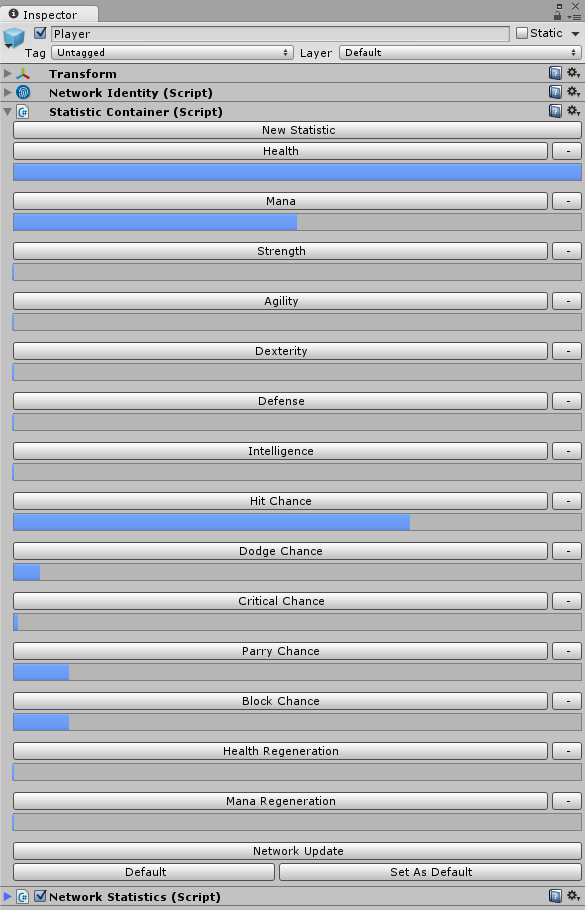 Inspector
Player Static
Tag Untagged Layer Default
Transform
Network Identity (Script)
Statistic Container (Script)
New Statistic
Health -
Mana -
Strength -
Agility -
Dexterity -
Defense -
Intelligence -
Hit Chance -
Dodge Chance -
Critical Chance -
Parry Chance -
Block Chance -
Health Regeneration -
Mana Regeneration -
Network Update
Default Set As Default
Network Statistics (Script)